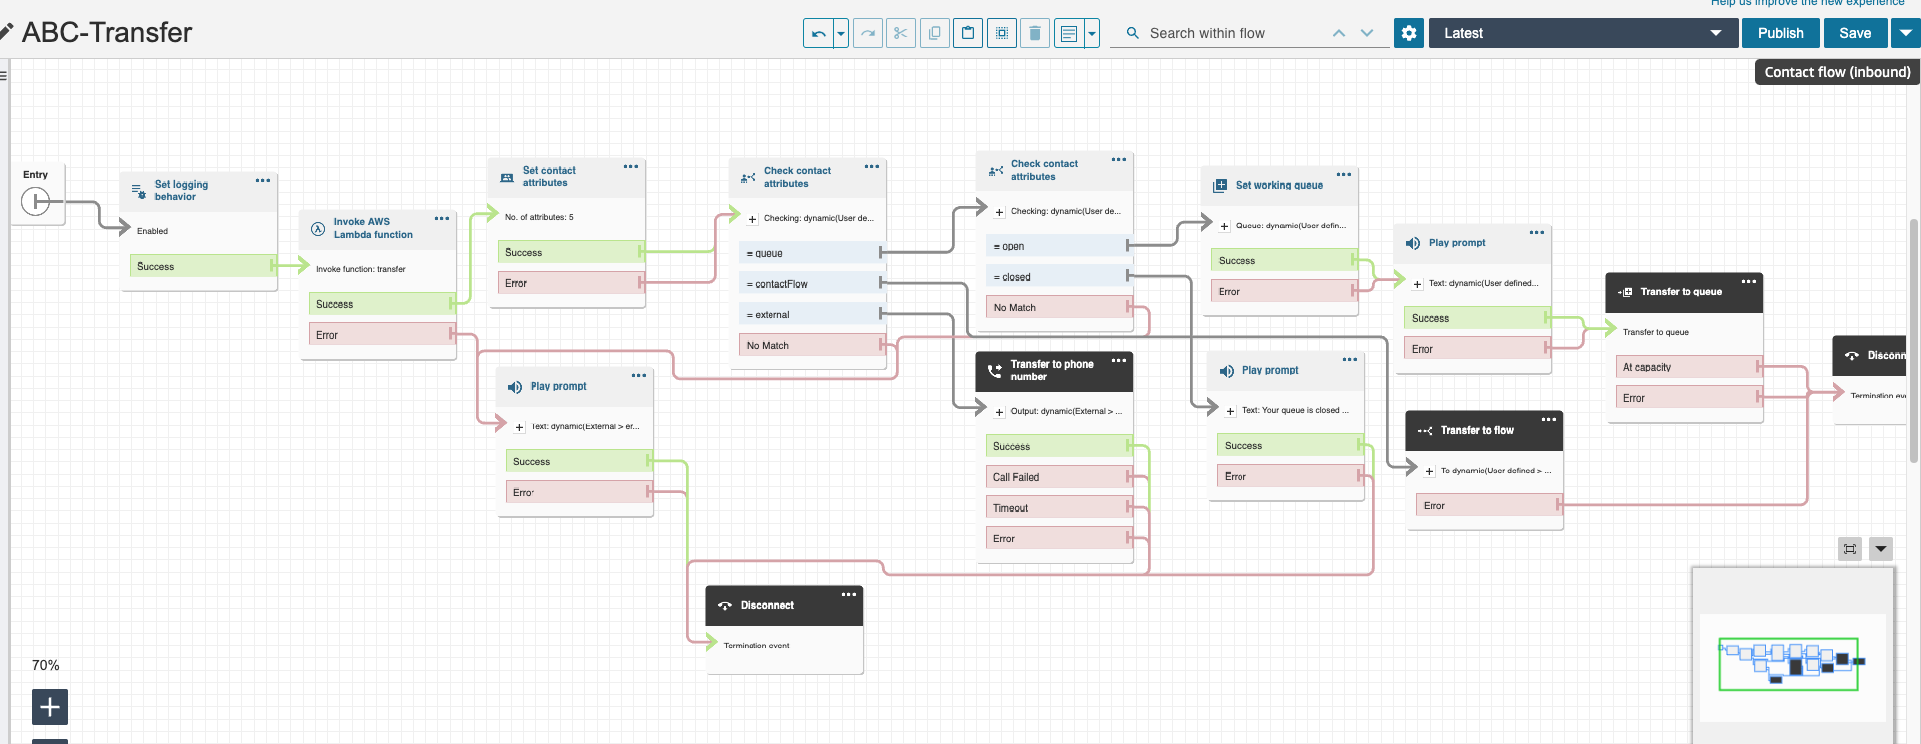 Help us improve the new experience
ABC-Transfer
Search within flow
Latest
Publish
Save
Contact flow (inbound)
Entry
Set logging
behavior
Enabled
Success
Invoke AWS
Lambda function
Invoke function: transfer
Success
Error
Set contact
attributes
No. of attributes: 5
Success
Error
Play prompt
Text: dynamic(External > er...
Success
Error
Check contact
attributes
Checking: dynamic(User de...
= queue
= contactFlow
= external
No Match
Disconnect
Termination event
Check contact
attributes
Checking: dynamic(User de...
= open
= closed
No Match
Transfer to phone
number
Output: dynamic(External > ...
Success
Call Failed
Timeout
Error
Set working queue
Queue: dynamic(User defin...
Success
Error
Play prompt
Text: Your queue is closed ...
Success
Error
Play prompt
Text: dynamic(User defined...
Success
Error
Transfer to flow
To dynamic(User defined > ...
Error
Transfer to queue
Transfer to queue
At capacity
Error
Disconn
Termination eve
70%